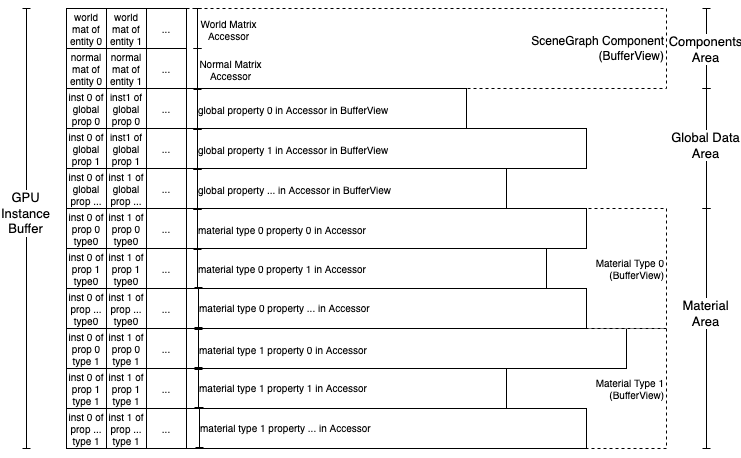 GPU
Instance
Buffer
world
mat of
entity 0
world
mat of
entity 1
...
World Matrix
Accessor
normal
mat of
entity 0
normal
mat of
entity 1
...
Normal Matrix
Accessor
SceneGraph Component
(BufferView)
Components
Area
inst 0 of
global
prop 0
inst1 of
global
prop 0
...
global property 0 in Accessor in BufferView
inst 0 of
global
prop 1
inst1 of
global
prop 1
...
global property 1 in Accessor in BufferView
inst 0 of
global
prop ...
inst1 of
global
prop ...
...
global property ... in Accessor in BufferView
Global Data
Area
inst 0 of
prop 0
type0
inst 1 of
prop 0
type0
...
material type 0 property 0 in Accessor
inst 0 of
prop 1
type0
inst 1 of
prop 1
type0
...
material type 0 property 1 in Accessor
inst 0 of
prop ...
type0
inst 1 of
prop ...
type0
...
material type 0 property ... in Accessor
Material Type 0
(BufferView)
inst 0 of
prop 0
type 1
inst 1 of
prop 0
type 1
...
material type 1 property 0 in Accessor
inst 0 of
prop 1
type 1
inst 1 of
prop 1
type 1
...
material type 1 property 1 in Accessor
inst 0 of
prop ...
type 1
inst 1 of
prop ...
type 1
...
material type 1 property ... in Accessor
Material Type 1
(BufferView)
Material
Area